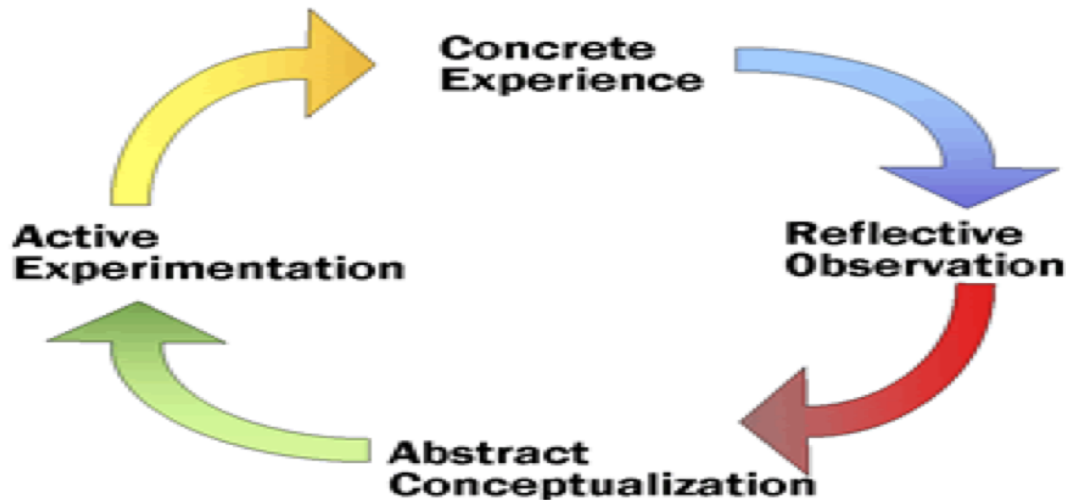 Concrete
Experience
Reflective
Observation
Abstract
Conceptualization
Active
Experimentation